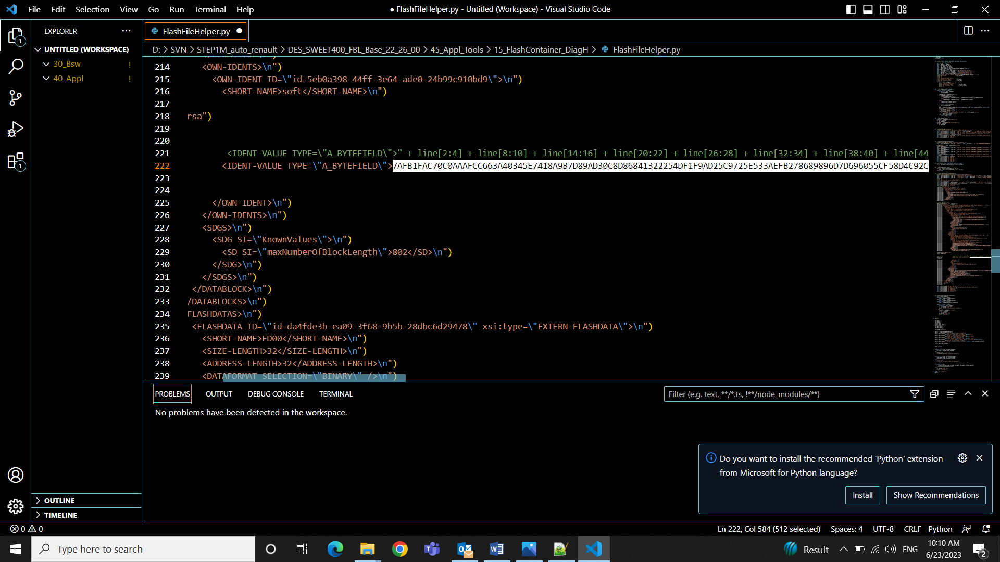 File Edit Selection View Go Run Terminal Help
● FlashFileHelper.py - Untitled (Workspace) - Visual Studio Code
EXPLORER
UNTITLED (WORKSPACE)
30_Bsw !
40_Appl !
OUTLINE
TIMELINE
FlashFileHelper.py
D: > SVN > STEP1M_auto_renault > DES_SWEET400_FBL_Base_22_26_00 > 45_Appl_Tools > 15_FlashContainer_DiagH > FlashFileHelper.py
214 <OWN-IDENTS>\n")
215 <OWN-IDENT ID=\"id-5eb0a398-44ff-3e64-ade0-24b99c910bd9\">\n")
216 <SHORT-NAME>soft</SHORT-NAME>\n")
217
218 rsa")
219
220
221 <IDENT-VALUE TYPE=\"A_BYTEFIELD\">" + line[2:4] + line[8:10] + line[14:16] + line[20:22] + line[26:28] + line[32:34] + line[38:40] + line[44
222 <IDENT-VALUE TYPE=\"A_BYTEFIELD\">7AFB1FAC70C0AAAFCC663A40345E7418A9B7D89AD30C8D86841322254DF1F9AD25C9725E533AEFB278689896D7D696055CF58D4C92C
223
224
225 </OWN-IDENT>\n")
226 </OWN-IDENTS>\n")
227 <SDGS>\n")
228 <SDG SI=\"KnownValues\">\n")
229 <SD SI=\"maxNumberOfBlockLength\">802</SD>\n")
230 </SDG>\n")
231 </SDGS>\n")
232 </DATABLOCK>\n")
233 /DATABLOCKS>\n")
234 FLASHDATAS>\n")
235 <FLASHDATA ID=\"id-da4fde3b-ea09-3f68-9b5b-28dbc6d29478\" xsi:type=\"EXTERN-FLASHDATA\">\n")
236 <SHORT-NAME>FD00</SHORT-NAME>\n")
237 <SIZE-LENGTH>32</SIZE-LENGTH>\n")
238 <ADDRESS-LENGTH>32</ADDRESS-LENGTH>\n")
239 <DATAFORMAT SELECTION=\"BINARY\" />\n")
PROBLEMS OUTPUT DEBUG CONSOLE TERMINAL
Filter (e.g. text, **/*.ts, !**/node_modules/**)
No problems have been detected in the workspace.
Do you want to install the recommended 'Python' extension
from Microsoft for Python language?
Install Show Recommendations
0 0
Ln 222, Col 584 (512 selected) Spaces: 4 UTF-8 CRLF Python
Type here to search
Result ENG
10:10 AM
6/23/2023
2